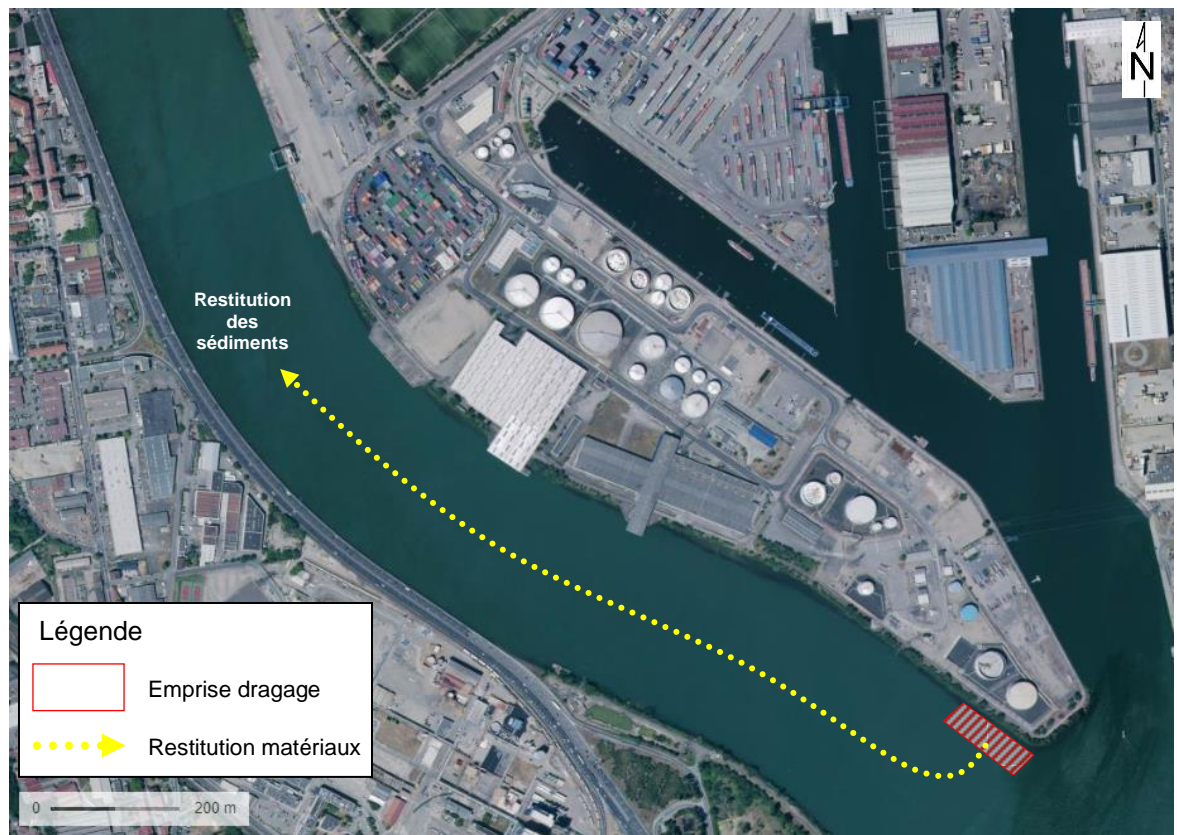 N
Restitution
des
sédiments
Légende
Emprise dragage
Restitution matériaux
0 200 m